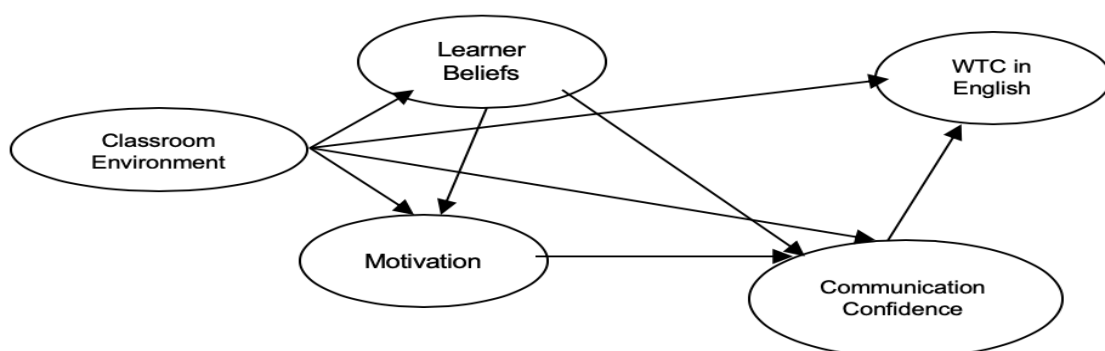 Learner
Beliefs
WTC in
English
Classroom
Environment
Motivation
Communication
Confidence